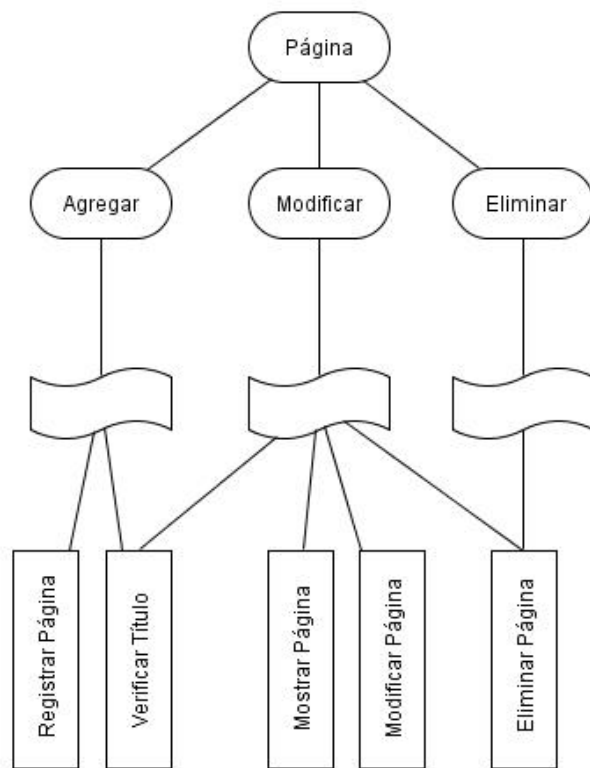 Página
Agregar
Modificar
Eliminar
Registrar Página
Verificar Título
Mostrar Página
Modificar Página
Eliminar Página